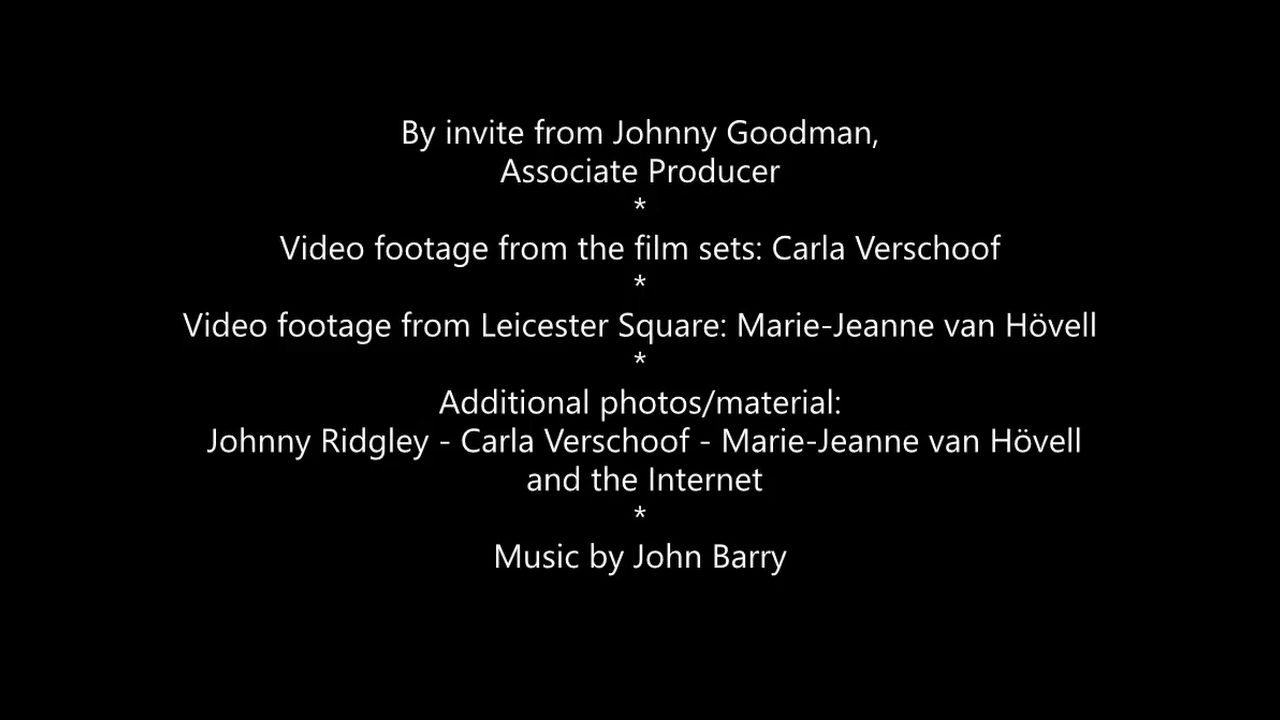 By invite from Johnny Goodman,
Associate Producer
*
Video footage from the film sets: Carla Verschoof
*
Video footage from Leicester Square: Marie-Jeanne van Hövell
*
Additional photos/material:
Johnny Ridgley - Carla Verschoof - Marie-Jeanne van Hövell
and the Internet
*
Music by John Barry